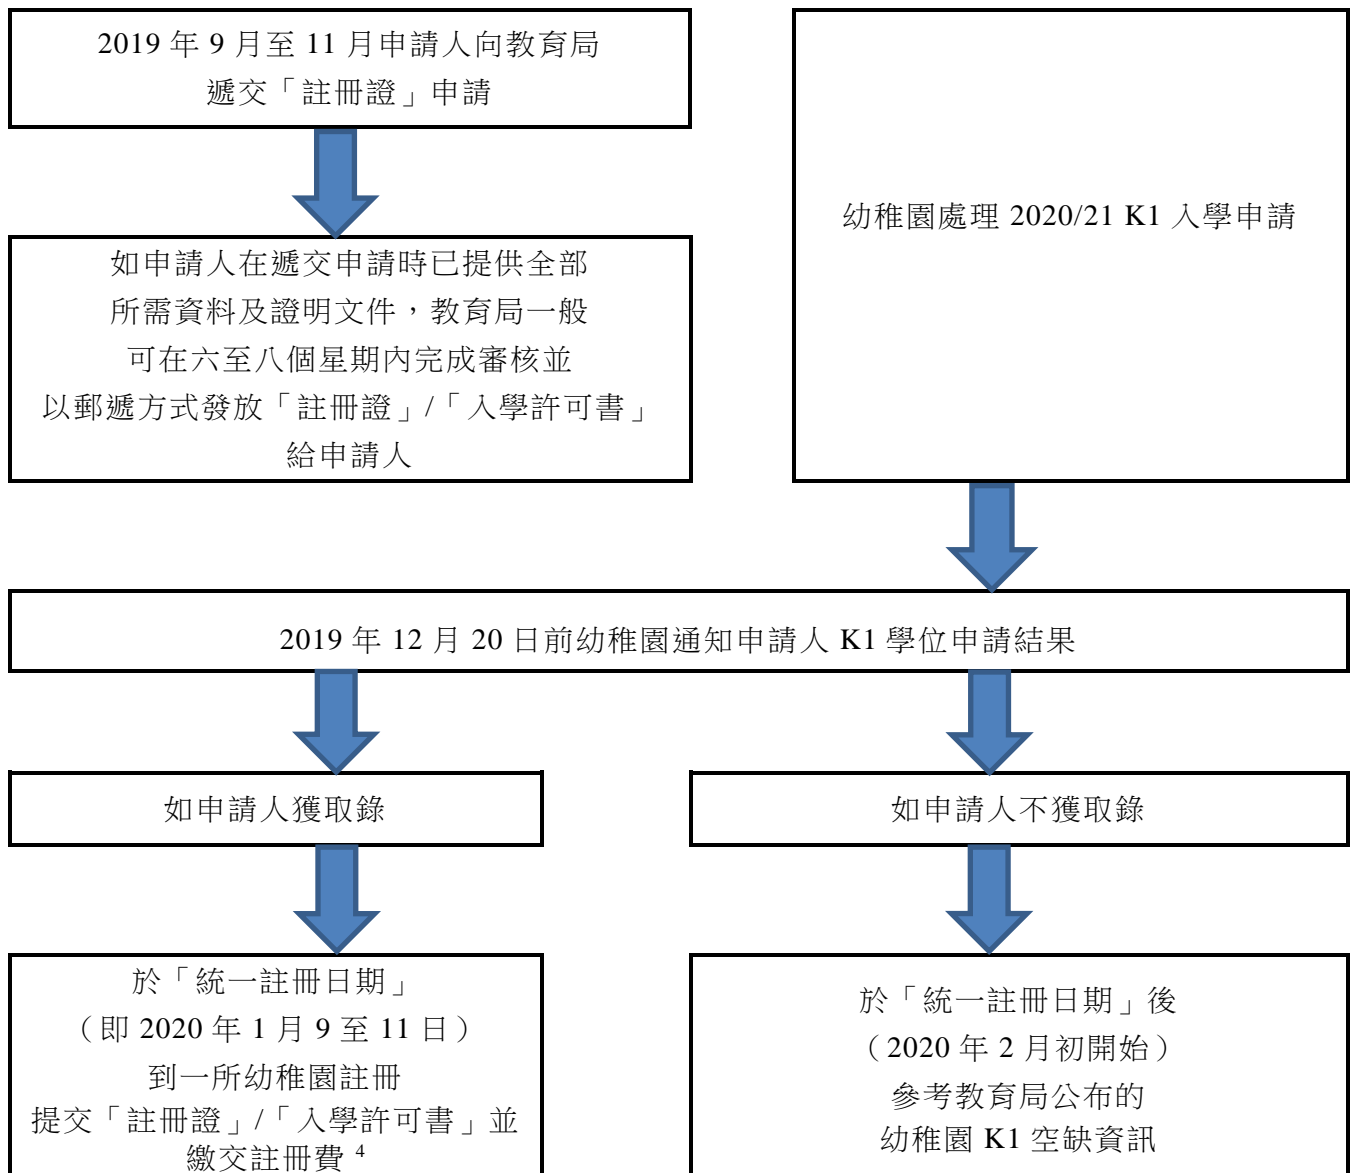 2019 年 9 月至 11 月申請人向教育局
遞交「註冊證」申請
幼稚園處理 2020/21 K1 入學申請
如申請人在遞交申請時已提供全部
所需資料及證明文件，教育局一般
可在六至八個星期內完成審核並
以郵遞方式發放「註冊證」/「入學許可書」
給申請人
2019 年 12 月 20 日前幼稚園通知申請人 K1 學位申請結果
如申請人獲取錄
如申請人不獲取錄
於「統一註冊日期」
（即 2020 年 1 月 9 至 11 日）
到一所幼稚園註冊
提交「註冊證」/「入學許可書」並
繳交註冊費 4
於「統一註冊日期」後
（2020 年 2 月初開始）
參考教育局公布的
幼稚園 K1 空缺資訊